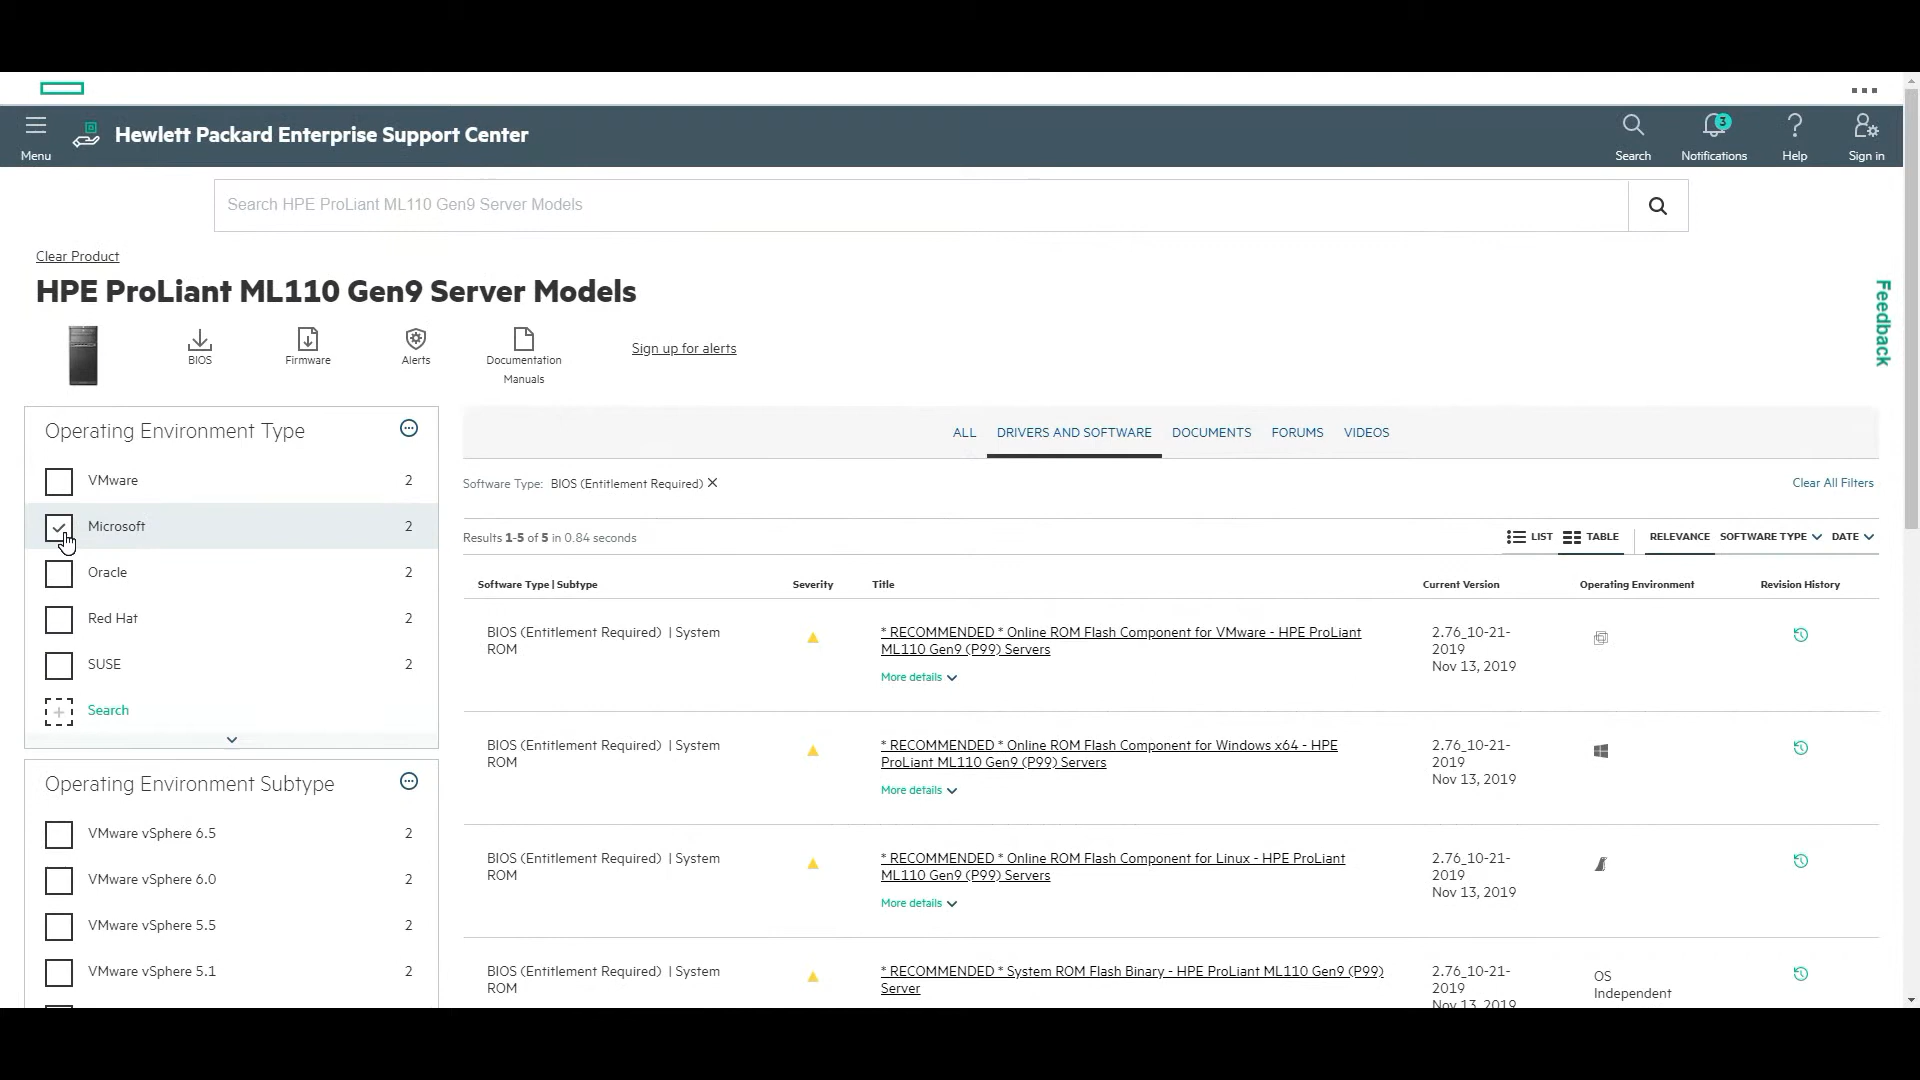 Menu
Hewlett Packard Enterprise Support Center
Search
3
Notifications
Help
Sign in
Search HPE ProLiant ML110 Gen9 Server Models
Clear Product
HPE ProLiant ML110 Gen9 Server Models
BIOS
Firmware
Alerts
Documentation
Manuals
Sign up for alerts
Feedback
Operating Environment Type
VMware 2
Microsoft 2
Oracle 2
Red Hat 2
SUSE 2
Search
Operating Environment Subtype
VMware vSphere 6.5 2
VMware vSphere 6.0 2
VMware vSphere 5.5 2
VMware vSphere 5.1 2
ALL DRIVERS AND SOFTWARE DOCUMENTS FORUMS VIDEOS
Software Type: BIOS (Entitlement Required) Clear All Filters
Results 1-5 of 5 in 0.84 seconds LIST TABLE RELEVANCE SOFTWARE TYPE DATE
Software Type | Subtype Severity Title Current Version Operating Environment Revision History
BIOS (Entitlement Required) | System
ROM
* RECOMMENDED * Online ROM Flash Component for VMware - HPE ProLiant
ML110 Gen9 (P99) Servers
More details
2.76_10-21-
2019
Nov 13, 2019
BIOS (Entitlement Required) | System
ROM
* RECOMMENDED * Online ROM Flash Component for Windows x64 - HPE
ProLiant ML110 Gen9 (P99) Servers
More details
2.76_10-21-
2019
Nov 13, 2019
BIOS (Entitlement Required) | System
ROM
* RECOMMENDED * Online ROM Flash Component for Linux - HPE ProLiant
ML110 Gen9 (P99) Servers
More details
2.76_10-21-
2019
Nov 13, 2019
BIOS (Entitlement Required) | System
ROM
* RECOMMENDED * System ROM Flash Binary - HPE ProLiant ML110 Gen9 (P99)
Server
2.76_10-21-
2019
Nov 13, 2019
OS
Independent